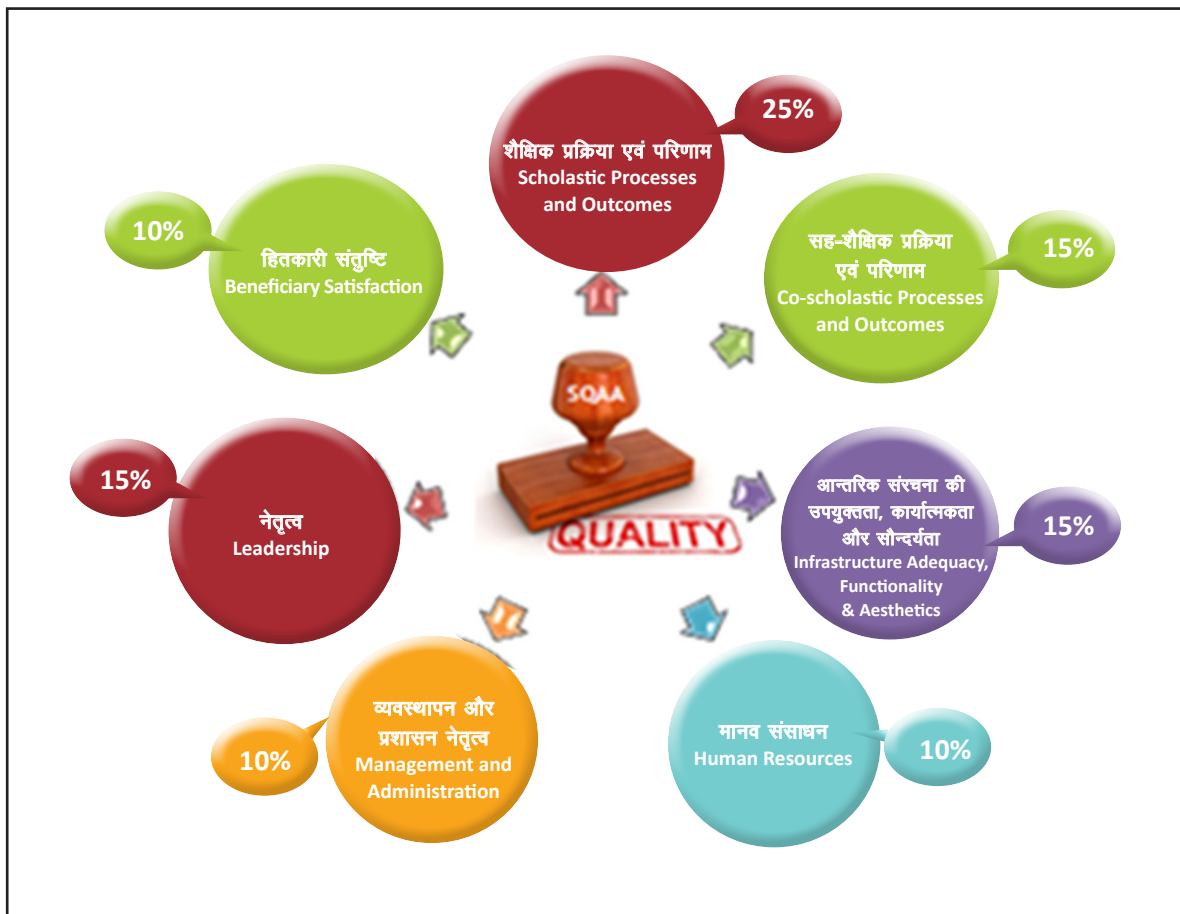 25%
शैक्षिक प्रक्रिया एवं परिणाम
Scholastic Processes
and Outcomes
10%
हितकारी संतुष्टि
Beneficiary Satisfaction
सह-शैक्षिक प्रक्रिया
एवं परिणाम
Co-scholastic Processes
and Outcomes
15%
SQAA
QUALITY
15%
नेतृत्व
Leadership
आन्तरिक संरचना की
उपयुक्तता, कार्यात्मकता
और सौन्दर्यता
Infrastructure Adequacy,
Functionality
& Aesthetics
15%
व्यवस्थापन और
प्रशासन नेतृत्व
Management and
Administration
10%
मानव संसाधन
Human Resources
10%